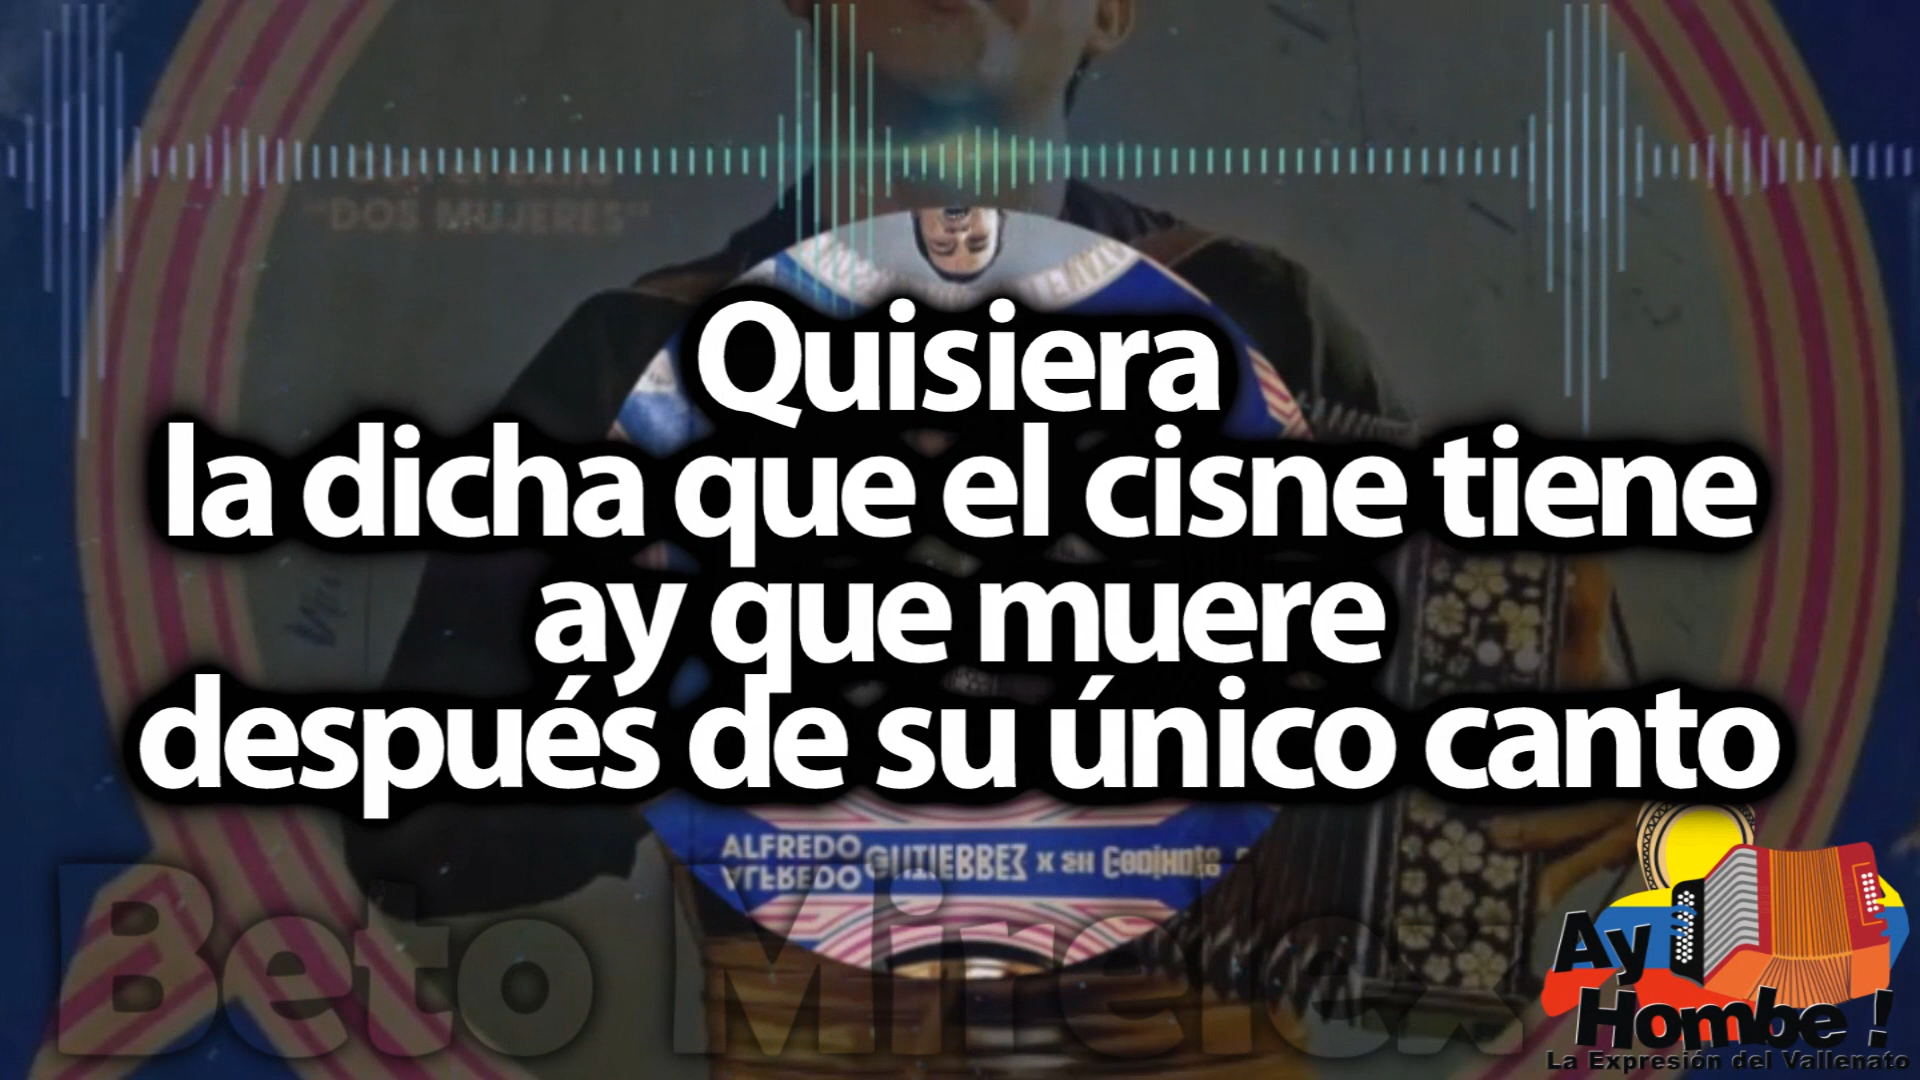 "DOS MUJERES"
Quisiera
la dicha que el cisne tiene
ay que muere
después de su único canto
ALFREDO
Beto Mirelex
Ay
Hombe !
La Expresión del Vallenato